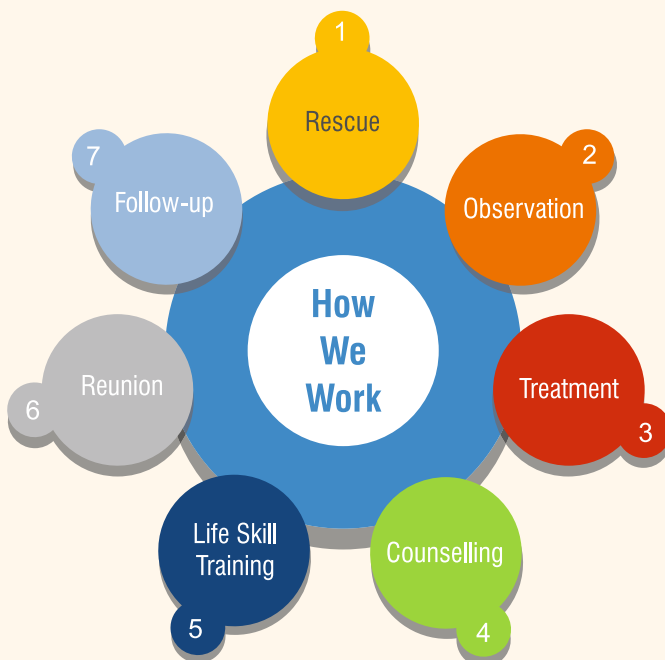 How
We
Work
1
Rescue
2
Observation
3
Treatment
4
Counselling
5
Life Skill
Training
6
Reunion
7
Follow-up